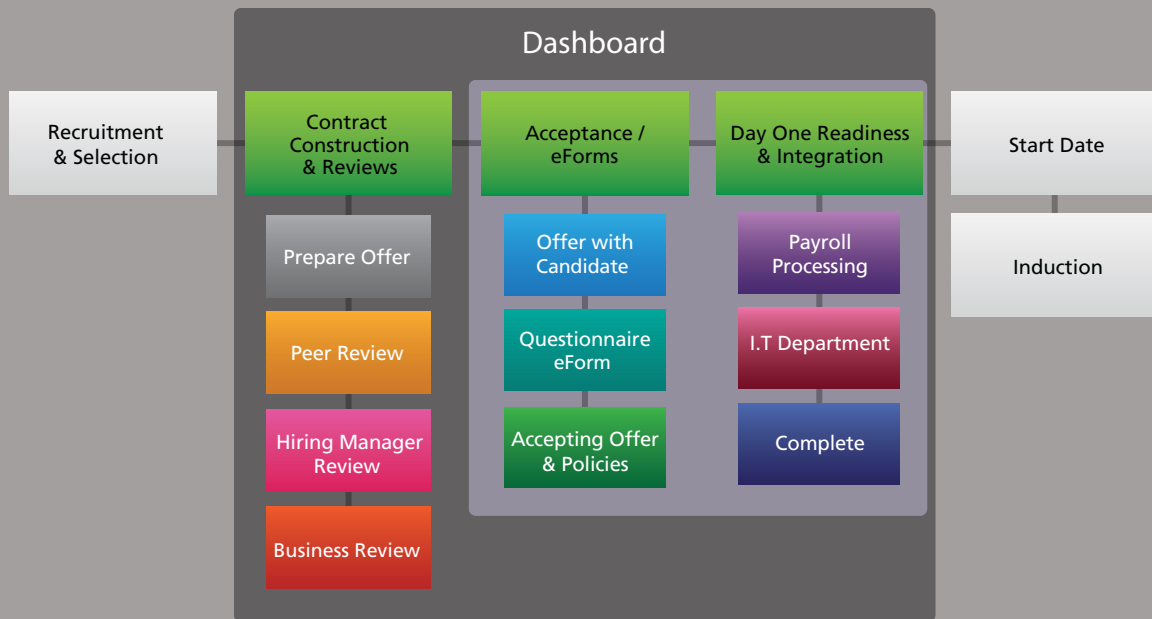 Dashboard
Recruitment
& Selection
Contract
Construction
& Reviews
Prepare Offer
Peer Review
Hiring Manager
Review
Business Review
Acceptance /
eForms
Offer with
Candidate
Questionnaire
eForm
Accepting Offer
& Policies
Day One Readiness
& Integration
Payroll
Processing
I.T Department
Complete
Start Date
Induction